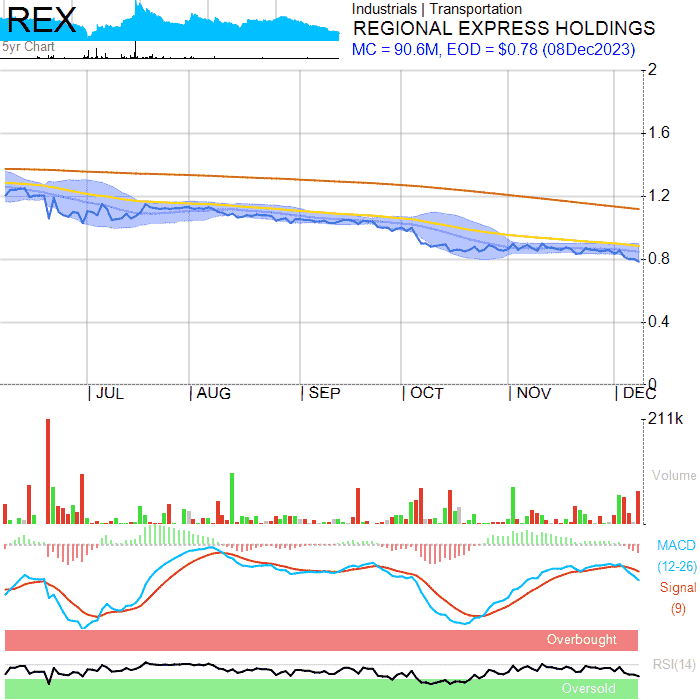 REX
5yr Chart
Industrials | Transportation
REGIONAL EXPRESS HOLDINGS
MC = 90.6M, EOD = $0.78 (08Dec2023)
2
1.6
1.2
0.8
0.4
0
JUL AUG SEP OCT NOV DEC
211k
Volume
MACD
(12-26)
Signal
(9)
Overbought
RSI(14)
Oversold